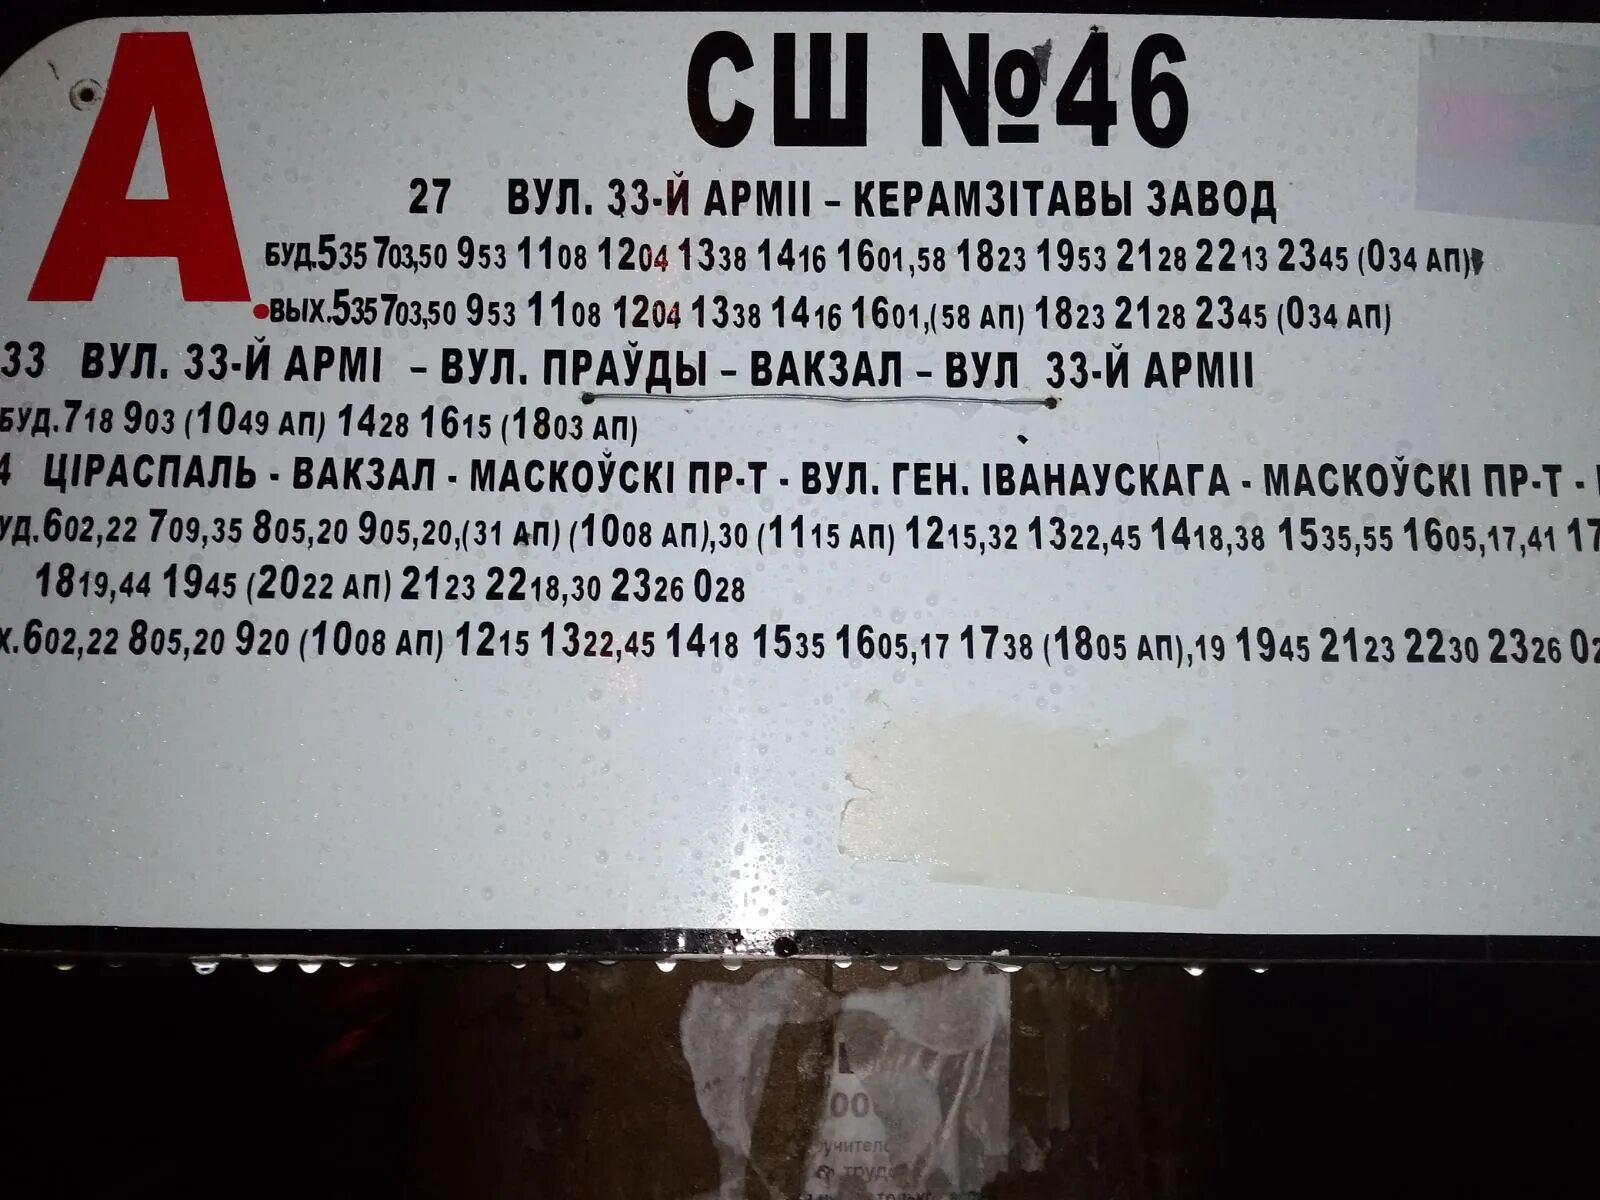 А
СШ №46
27 ВУЛ. 33-Й АРМІІ – КЕРАМЗІТАВЫ ЗАВОД
БУД.535 703,50 953 1108 1204 1338 1416 1601,58 1823 1953 2128 2213 2345 (034 АП)
ВЫХ.535 703,50 953 1108 1204 1338 1416 1601,(58 АП) 1823 2128 2345 (034 АП)
33 ВУЛ. 33-Й АРМІ – ВУЛ. ПРАЎДЫ – ВАКЗАЛ – ВУЛ 33-Й АРМІІ
БУД.718 903 (1049 АП) 1428 1615 (1803 АП)
4 ЦІРАСПАЛЬ - ВАКЗАЛ - МАСКОЎСКІ ПР-Т - ВУЛ. ГЕН. ІВАНАУСКАГА - МАСКОЎСКІ ПР-Т -
УД.602,22 709,35 805,20 905,20,(31 АП) (1008 АП),30 (1115 АП) 1215,32 1322,45 1418,38 1535,55 1605,17,41 17
1819,44 1945 (2022 АП) 2123 2218,30 2326 028
Х.602,22 805,20 920 (1008 АП) 1215 1322,45 1418 1535 1605,17 1738 (1805 АП),19 1945 2123 2230 2326 02